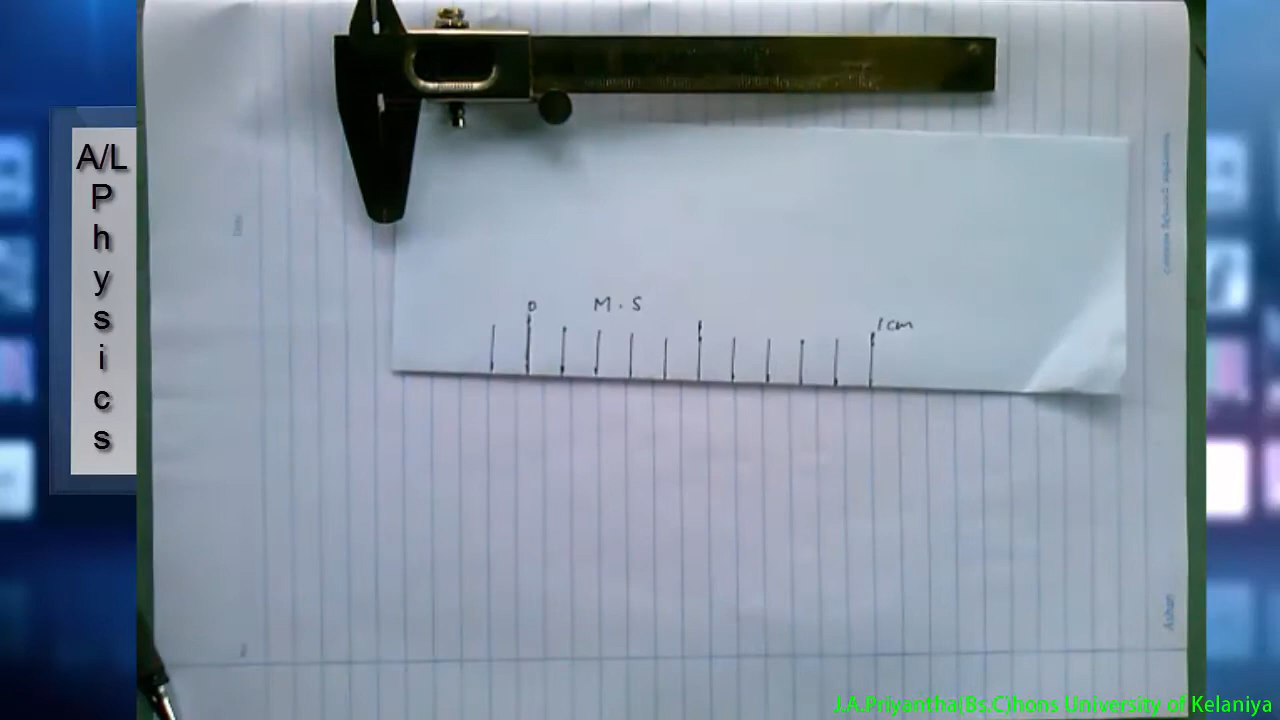 A/L
P
h
y
s
i
c
s
0
M.S
1cm
J.A.Priyantha(Bs.C)hons University of Kelaniya